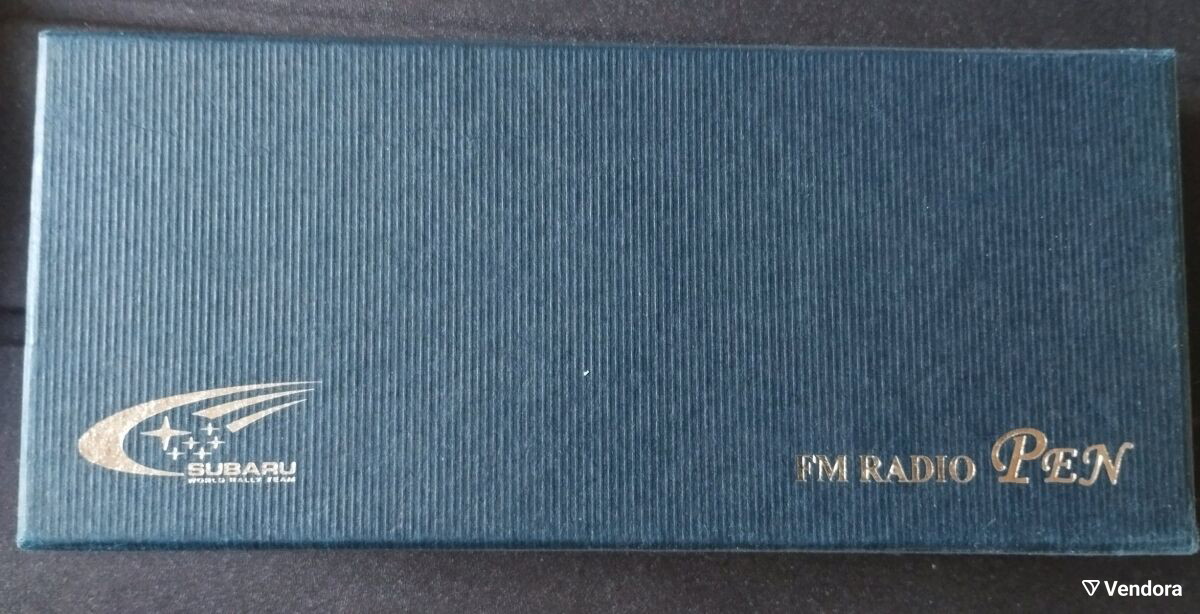 SUBARU
WORLD RALLY TEAM
FM RADIO PEN
Vendora